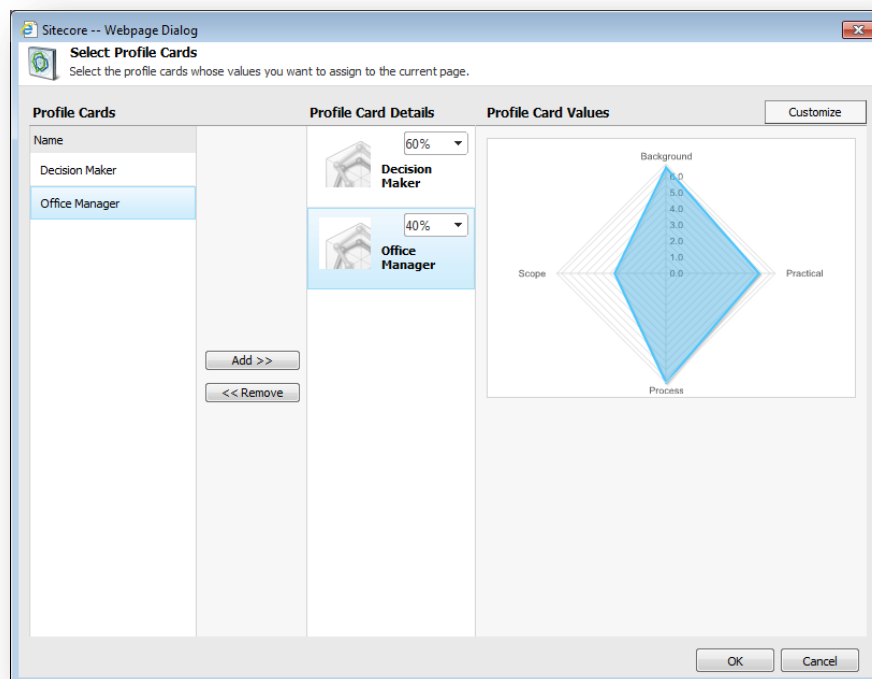 Sitecore -- Webpage Dialog
Select Profile Cards
Select the profile cards whose values you want to assign to the current page.
Profile Cards
Name
Decision Maker
Office Manager
Add >>
<< Remove
Profile Card Details
60%
Decision
Maker
40%
Office
Manager
Profile Card Values
Customize
Background
6.0
5.0
4.0
3.0
2.0
1.0
0.0
Scope
Practical
Process
OK
Cancel